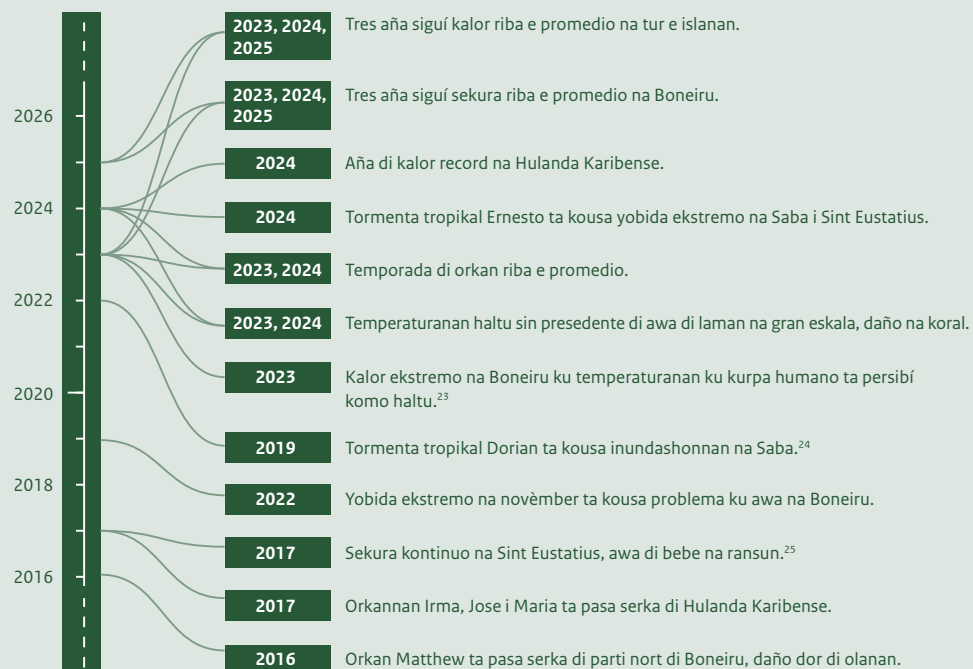 2023, 2024,
2025
Tres aña siguí kalor riba e promedio na tur e islanan.
2023, 2024,
2025
Tres aña siguí sekura riba e promedio na Boneiru.
2026
2024
Aña di kalor record na Hulanda Karibense.
2024
2024
Tormenta tropikal Ernesto ta kousa yobida ekstremo na Saba i Sint Eustatius.
2023, 2024
Temporada di orkan riba e promedio.
2022
2023, 2024
Temperaturanan haltu sin presedente di awa di laman na gran eskala, daño na koral.
2023
Kalor ekstremo na Boneiru ku temperaturanan ku kurpa humano ta persibí
komo haltu.23
2020
2019
Tormenta tropikal Dorian ta kousa inundashonnan na Saba.24
2018
2022
Yobida ekstremo na novèmber ta kousa problema ku awa na Boneiru.
2017
Sekura kontinuo na Sint Eustatius, awa di bebe na ransun.25
2016
2017
Orkannan Irma, Jose i Maria ta pasa serka di Hulanda Karibense.
2016
Orkan Matthew ta pasa serka di parti nort di Boneiru, daño dor di olanan.